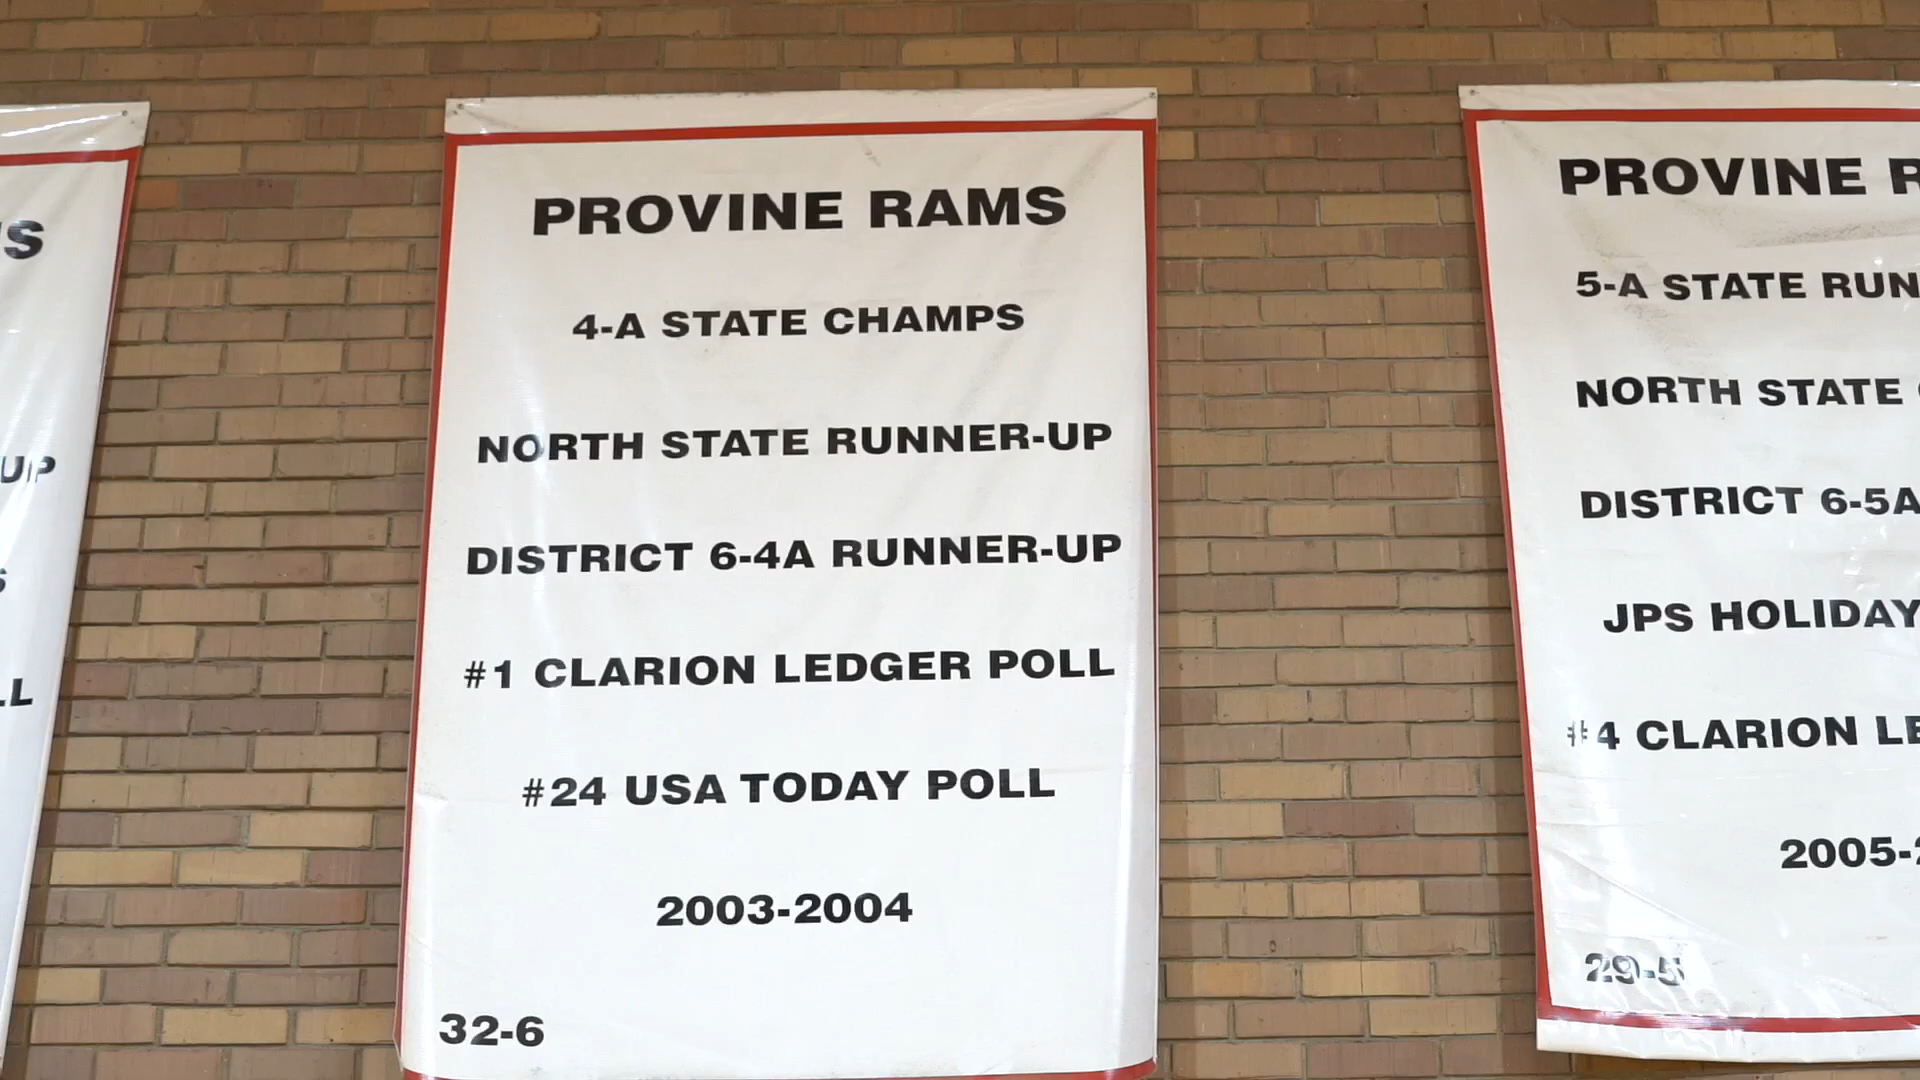 PROVINE RAMS
4-A STATE CHAMPS
NORTH STATE RUNNER-UP
DISTRICT 6-4A RUNNER-UP
#1 CLARION LEDGER POLL
#24 USA TODAY POLL
2003-2004
32-6
PROVINE
5-A STATE
NORTH STATE
DISTRICT 6-5A
JPS HOLIDAY
#4 CLARION
2005-
29-5